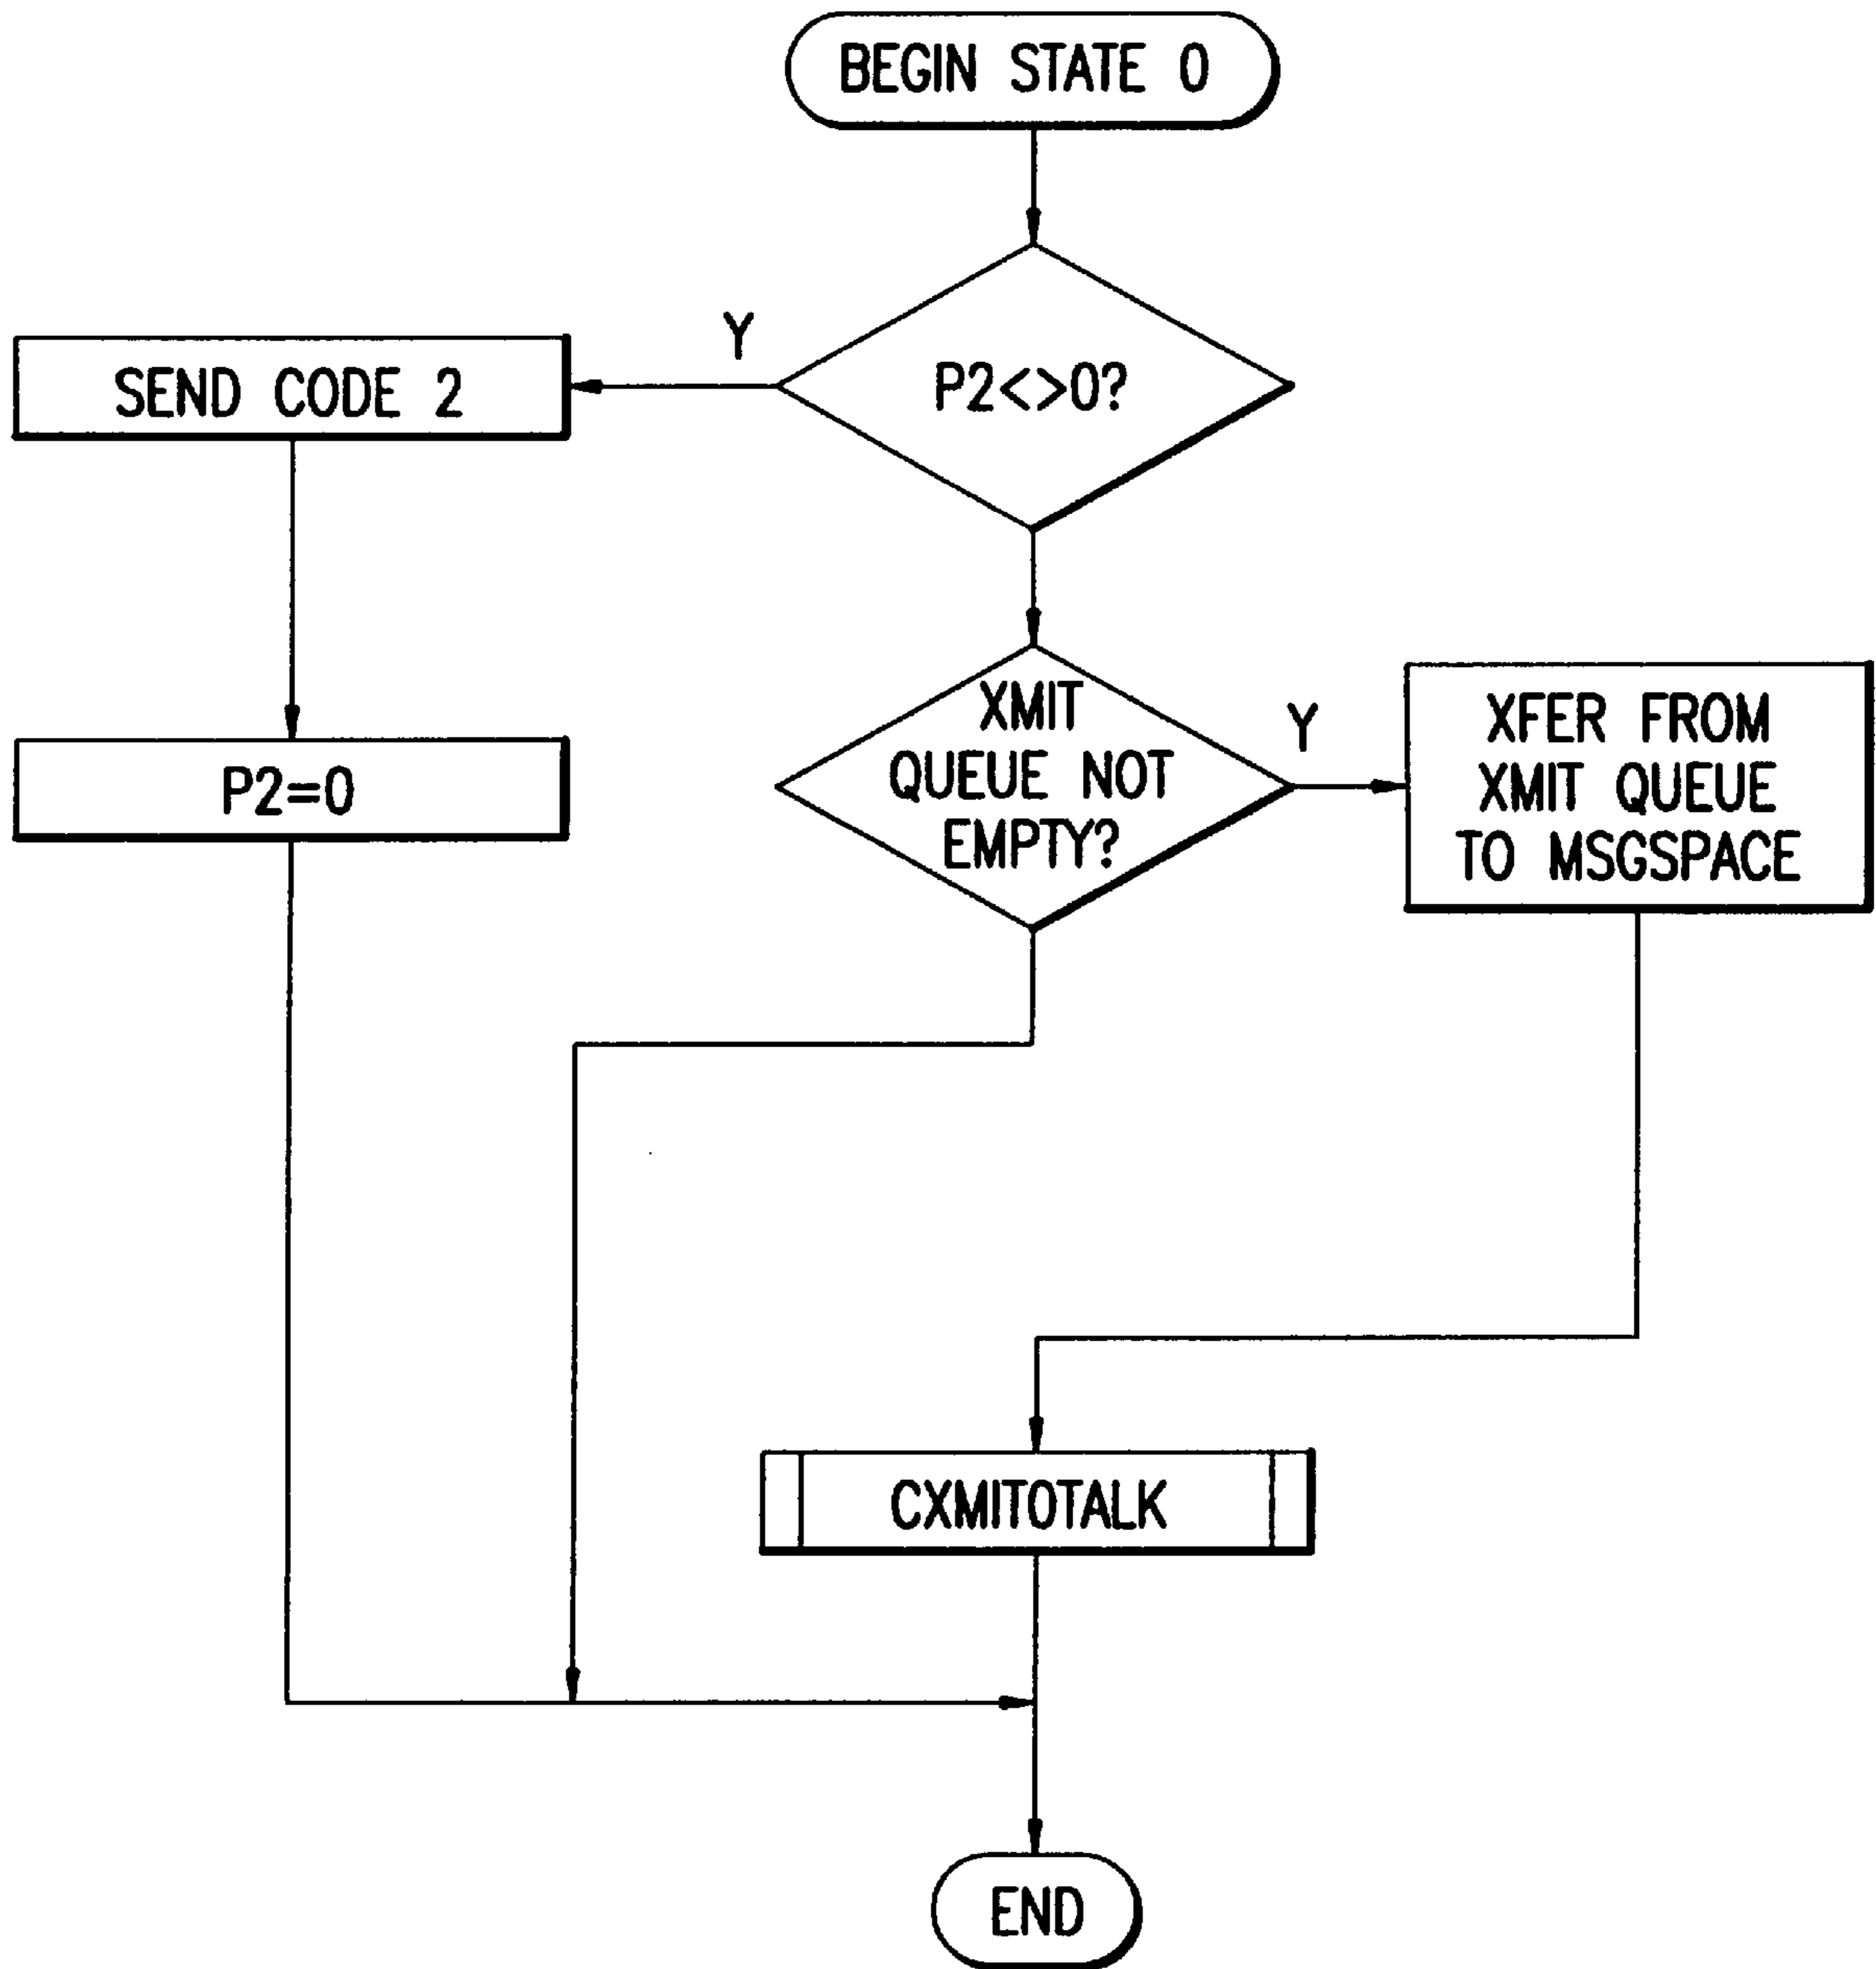 BEGIN STATE 0
Y
P2<>0?
SEND CODE 2
XMIT
QUEUE NOT
EMPTY?
Y
XFER FROM
XMIT QUEUE
TO MSGSPACE
P2=0
CXMITOTALK
END